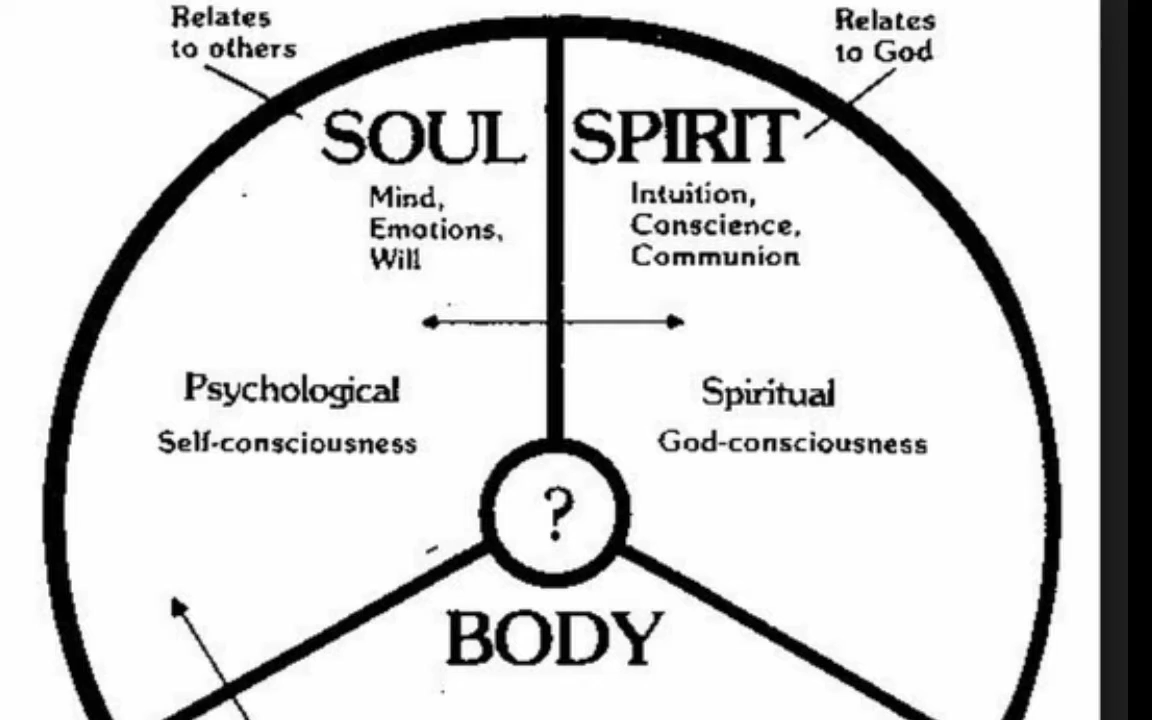 Relates
to others
Relates
to God
SOUL
SPIRIT
Mind,
Emotions,
Will
Intuition,
Conscience,
Communion
Psychological
Self-consciousness
Spiritual
God-consciousness
?
BODY